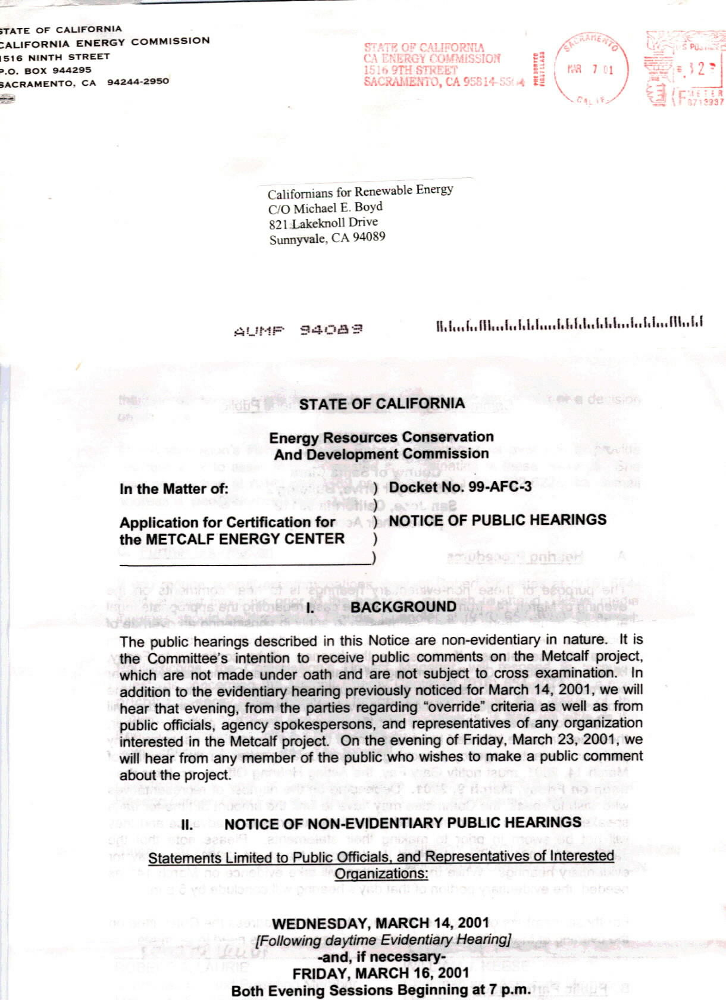 STATE OF CALIFORNIA
CALIFORNIA ENERGY COMMISSION
1516 NINTH STREET
P.O. BOX 944295
SACRAMENTO, CA 94244-2950
STATE OF CALIFORNIA
CA ENERGY COMMISSION
1516 9TH STREET
SACRAMENTO, CA 95814-5504
PRESORTED
FIRST CLASS
SACRAMENTO
MAR 7 01
CALIF
METER
6713937
Californians for Renewable Energy
C/O Michael E. Boyd
821 Lakeknoll Drive
Sunnyvale, CA 94089
AUMP 94089
STATE OF CALIFORNIA
Energy Resources Conservation
And Development Commission
In the Matter of: ) Docket No. 99-AFC-3
)
Application for Certification for ) NOTICE OF PUBLIC HEARINGS
the METCALF ENERGY CENTER )
)
I. BACKGROUND
The public hearings described in this Notice are non-evidentiary in nature. It is
the Committee's intention to receive public comments on the Metcalf project,
which are not made under oath and are not subject to cross examination. In
addition to the evidentiary hearing previously noticed for March 14, 2001, we will
hear that evening, from the parties regarding “override” criteria as well as from
public officials, agency spokespersons, and representatives of any organization
interested in the Metcalf project. On the evening of Friday, March 23, 2001, we
will hear from any member of the public who wishes to make a public comment
about the project.
II. NOTICE OF NON-EVIDENTIARY PUBLIC HEARINGS
Statements Limited to Public Officials, and Representatives of Interested
Organizations:
WEDNESDAY, MARCH 14, 2001
[Following daytime Evidentiary Hearing]
-and, if necessary-
FRIDAY, MARCH 16, 2001
Both Evening Sessions Beginning at 7 p.m.